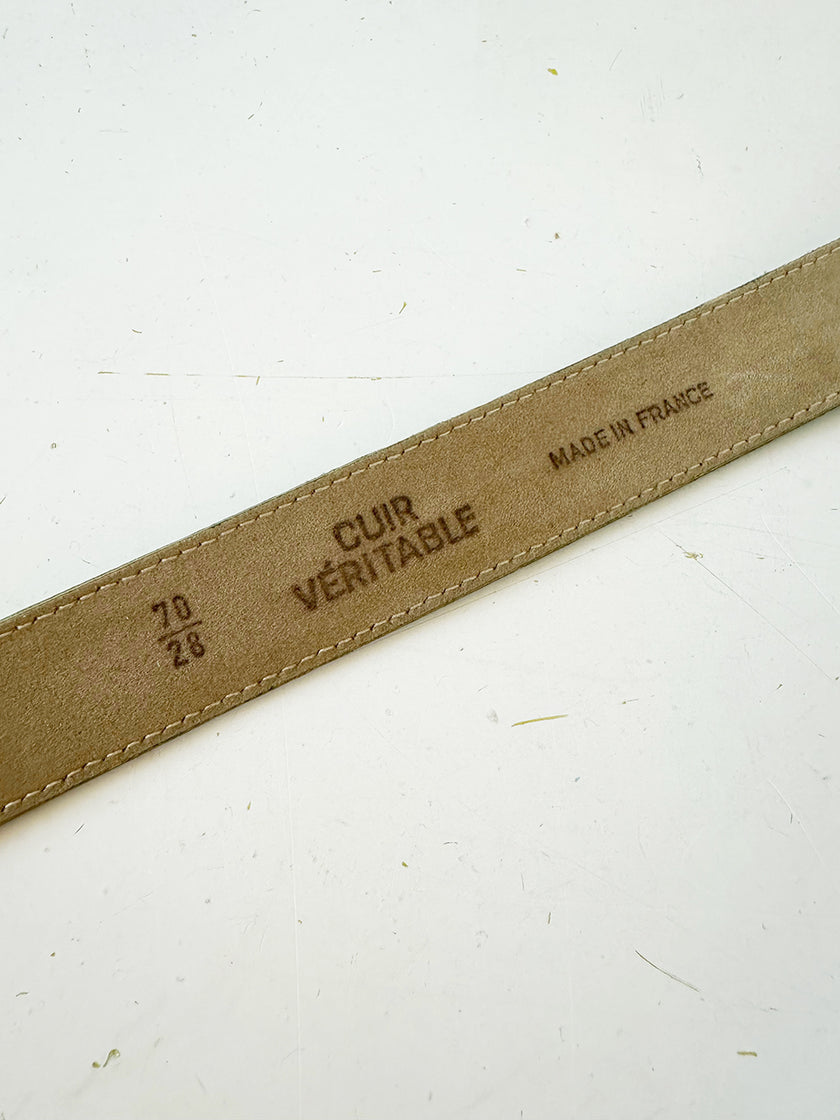 70
28
CUIR
VÉRITABLE
MADE IN FRANCE